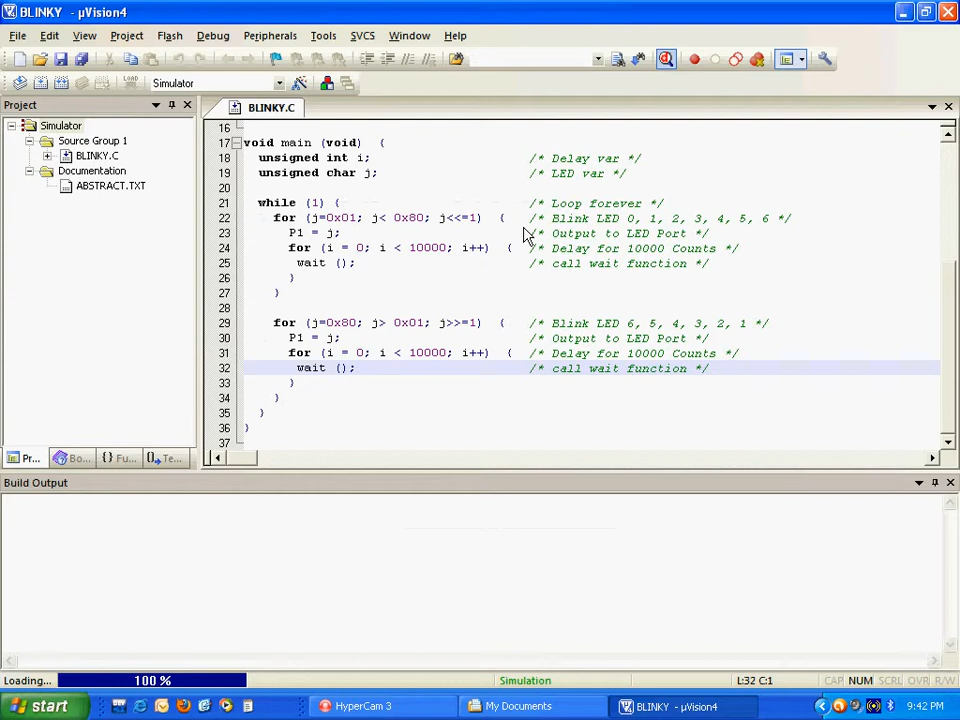 BLINKY - µVision4
File Edit View Project Flash Debug Peripherals Tools SVCS Window Help
LOAD Simulator
Project
BLINKY.C
Simulator
Source Group 1
BLINKY.C
Documentation
ABSTRACT.TXT
16
17 void main (void) {
18 unsigned int i; /* Delay var */
19 unsigned char j; /* LED var */
20
21 while (1) { /* Loop forever */
22 for (j=0x01; j< 0x80; j<<=1) { /* Blink LED 0, 1, 2, 3, 4, 5, 6 */
23 P1 = j; /* Output to LED Port */
24 for (i = 0; i < 10000; i++) { /* Delay for 10000 Counts */
25 wait (); /* call wait function */
26 }
27 }
28
29 for (j=0x80; j> 0x01; j>>=1) { /* Blink LED 6, 5, 4, 3, 2, 1 */
30 P1 = j; /* Output to LED Port */
31 for (i = 0; i < 10000; i++) { /* Delay for 10000 Counts */
32 wait (); /* call wait function */
33 }
34 }
35 }
36 }
37
Pr... Bo... {} Fu... Te...
Build Output
Loading... 100 % Simulation L:32 C:1 CAP NUM SCRL OVR R/W
start HyperCam 3 My Documents BLINKY - µVision4 9:42 PM